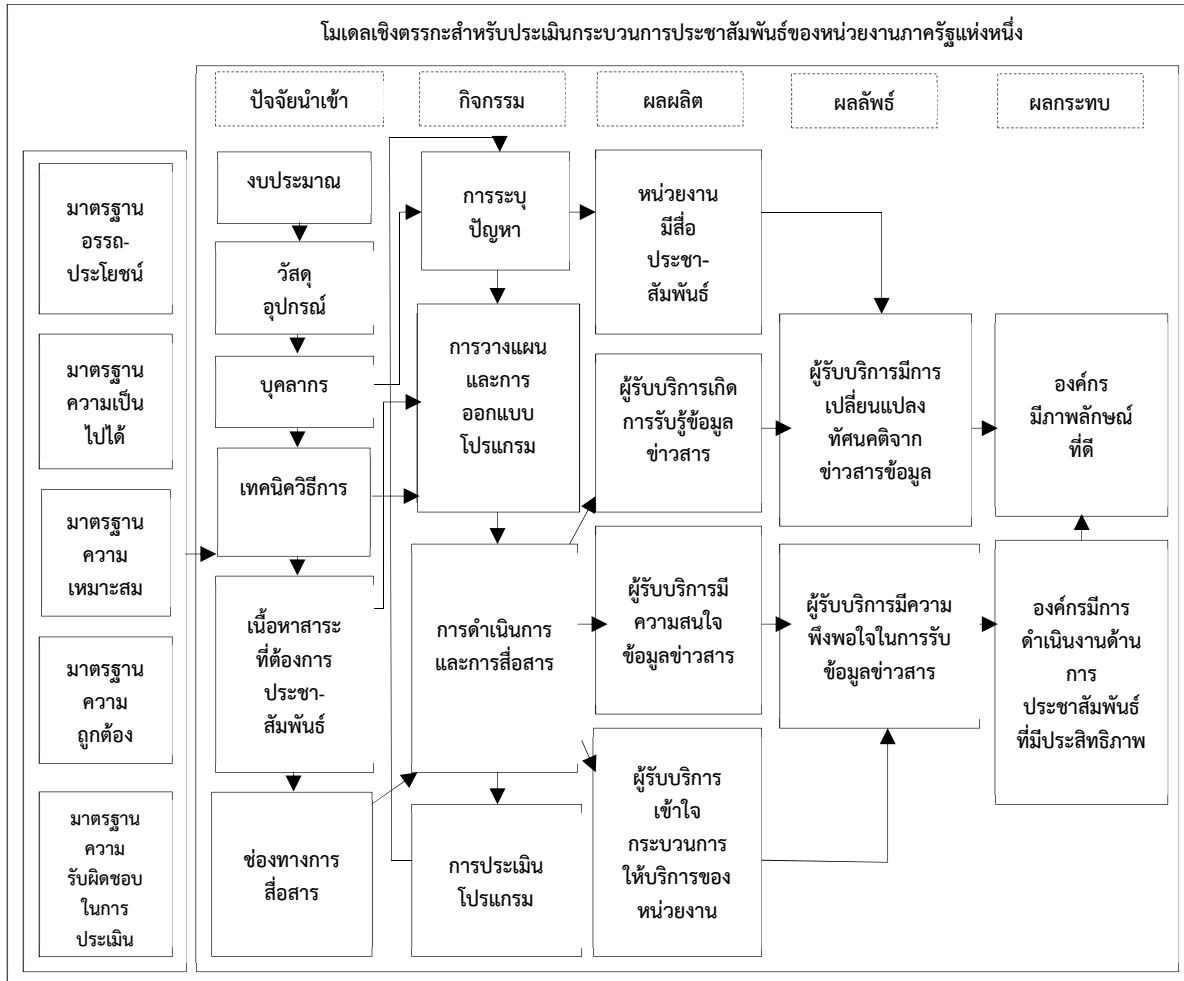 โมเดลเชิงตรรกะสำหรับประเมินกระบวนการประชาสัมพันธ์ของหน่วยงานภาครัฐแห่งหนึ่ง
ปัจจัยนำเข้า
กิจกรรม
ผลผลิต
ผลลัพธ์
ผลกระทบ
มาตรฐาน
อรรถ-
ประโยชน์
มาตรฐาน
ความเป็น
ไปได้
มาตรฐาน
ความ
เหมาะสม
มาตรฐาน
ความ
ถูกต้อง
มาตรฐาน
ความ
รับผิดชอบ
ในการ
ประเมิน
งบประมาณ
วัสดุ
อุปกรณ์
บุคลากร
เทคนิควิธีการ
เนื้อหาสาระ
ที่ต้องการ
ประชา-
สัมพันธ์
ช่องทางการ
สื่อสาร
การระบุ
ปัญหา
การวางแผน
และการ
ออกแบบ
โปรแกรม
การดำเนินการ
และการสื่อสาร
การประเมิน
โปรแกรม
หน่วยงาน
มีสื่อ
ประชา-
สัมพันธ์
ผู้รับบริการเกิด
การรับรู้ข้อมูล
ข่าวสาร
ผู้รับบริการมี
ความสนใจ
ข้อมูลข่าวสาร
ผู้รับบริการ
เข้าใจ
กระบวนการ
ให้บริการของ
หน่วยงาน
ผู้รับบริการมีการ
เปลี่ยนแปลง
ทัศนคติจาก
ข่าวสารข้อมูล
ผู้รับบริการมีความ
พึงพอใจในการรับ
ข้อมูลข่าวสาร
องค์กร
มีภาพลักษณ์
ที่ดี
องค์กรมีการ
ดำเนินงานด้าน
การ
ประชาสัมพันธ์
ที่มีประสิทธิภาพ